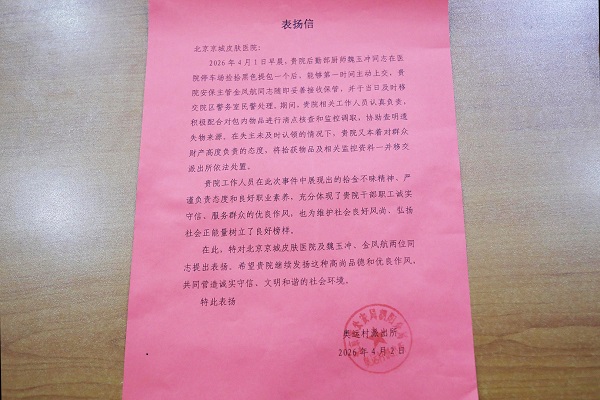 表扬信
北京京城皮肤医院：
2026年4月1日早晨，贵院后勤部厨师魏玉冲同志在医
院停车场捡拾黑色提包一个后，能够第一时间主动上交，贵
院安保主管金凤航同志随即妥善接收保管，并于当日及时移
交院区警务室民警处理。期间，贵院相关工作人员认真负责，
积极配合对包内物品进行清点核查和监控调取，协助查明遗
失物来源。在失主未及时认领的情况下，贵院又本着对群众
财产高度负责的态度，将拾获物品及相关监控资料一并移交
派出所依法处置。
贵院工作人员在此次事件中展现出的拾金不昧精神、严
谨负责态度和良好职业素养，充分体现了贵院干部职工诚实
守信、服务群众的优良作风，也为维护社会良好风尚、弘扬
社会正能量树立了良好榜样。
在此，特对北京京城皮肤医院及魏玉冲、金凤航两位同
志提出表扬。希望贵院继续发扬这种高尚品德和优良作风，
共同营造诚实守信、文明和谐的社会环境。
特此表扬
奥运村派出所
2026年4月2日